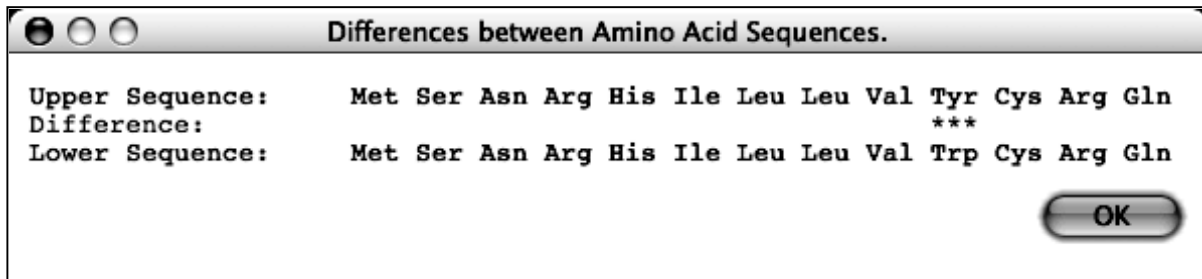 Differences between Amino Acid Sequences.
Upper Sequence: Met Ser Asn Arg His Ile Leu Leu Val Tyr Cys Arg Gln
Difference: ***
Lower Sequence: Met Ser Asn Arg His Ile Leu Leu Val Trp Cys Arg Gln
OK